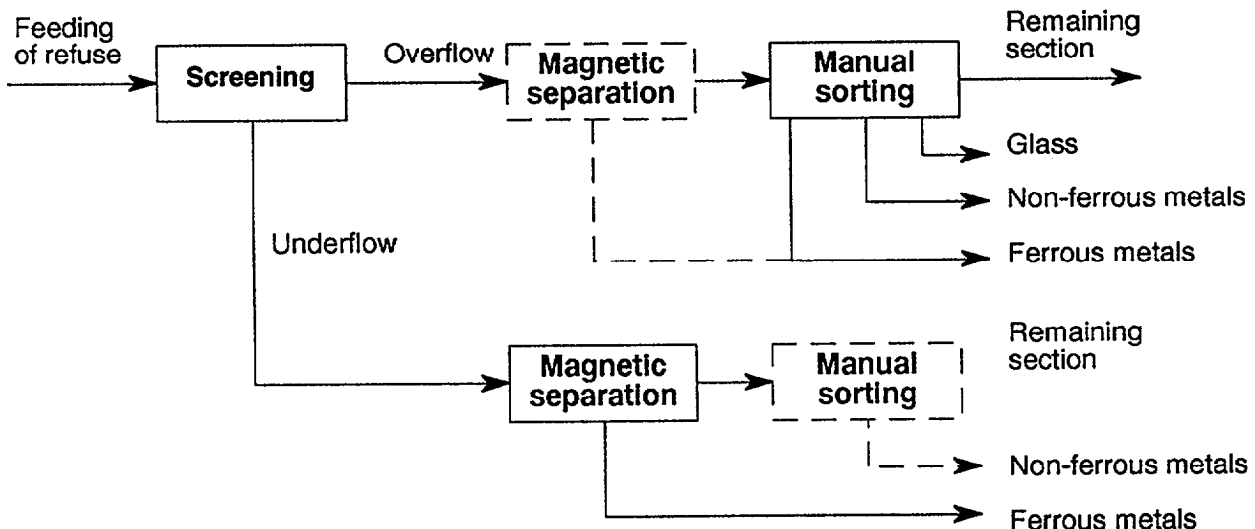 Feeding
of refuse
Screening
Overflow
Magnetic
separation
Manual
sorting
Remaining
section
Glass
Non-ferrous metals
Ferrous metals
Underflow
Magnetic
separation
Manual
sorting
Remaining
section
Non-ferrous metals
Ferrous metals